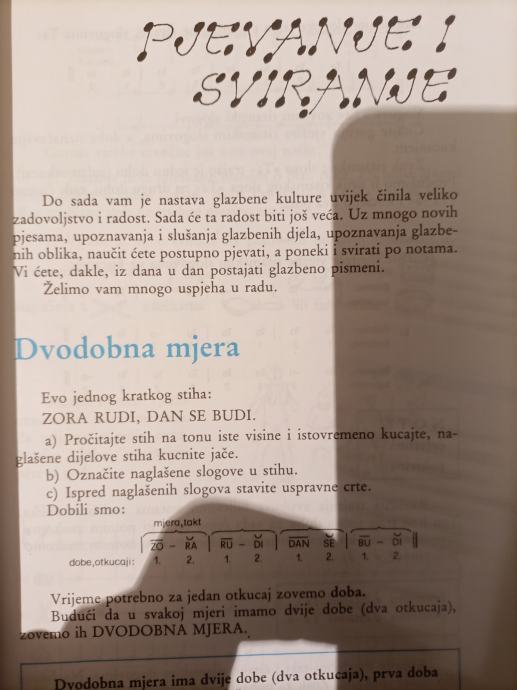 PJEVANJE I
SVIRANJE
Do sada vam je nastava glazbene kulture uvijek činila veliko
zadovoljstvo i radost. Sada će ta radost biti još veća. Uz mnogo novih
pjesama, upoznavanja i slušanja glazbenih djela, upoznavanja glazbe-
nih oblika, naučit ćete postupno pjevati, a poneki i svirati po notama.
Vi ćete, dakle, iz dana u dan postajati glazbeno pismeni.
Želimo vam mnogo uspjeha u radu.
Dvodobna mjera
Evo jednog kratkog stiha:
ZORA RUDI, DAN SE BUDI.
a) Pročitajte stih na tonu iste visine i istovremeno kucajte, na-
glašene dijelove stiha kucnite jače.
b) Označite naglašene slogove u stihu.
c) Ispred naglašenih slogova stavite uspravne crte.
Dobili smo:
mjera,takt
ZO - RA | RU - DI | DAN SE | BU - DI ||
dobe,otkucaji: 1. 2. 1. 2. 1. 2. 1. 2.
Vrijeme potrebno za jedan otkucaj zovemo doba.
Budući da u svakoj mjeri imamo dvije dobe (dva otkucaja),
zovemo ih DVODOBNA MJERA.
Dvodobna mjera ima dvije dobe (dva otkucaja), prva doba